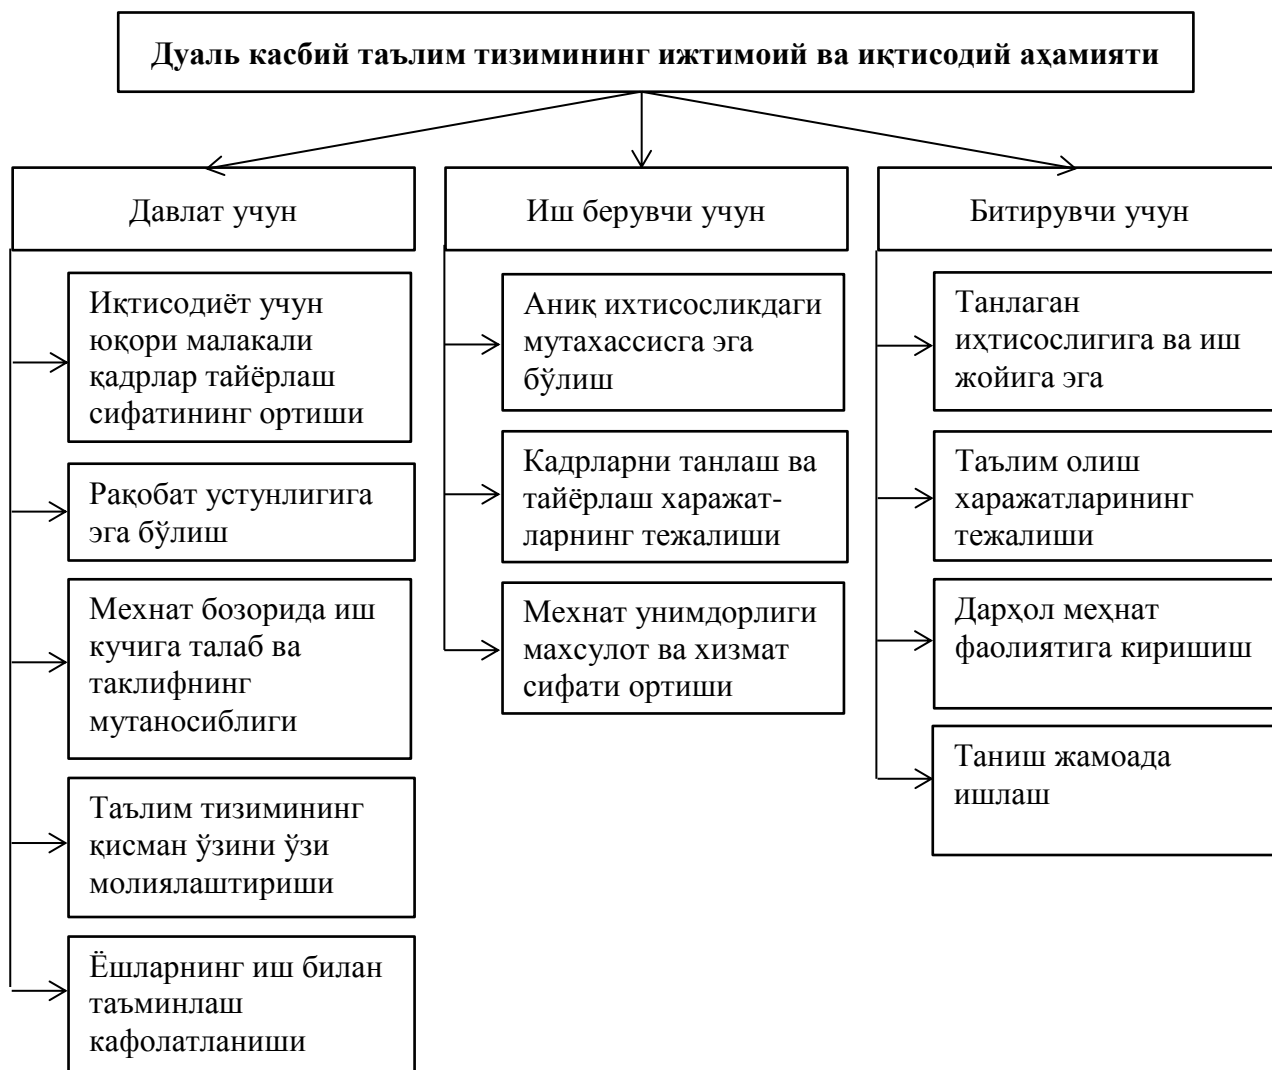 Дуаль касбий таълим тизимининг ижтимоий ва иқтисодий аҳамияти
Давлат учун
Иқтисодиёт учун
юқори малакали
қадрлар тайёрлаш
сифатининг ортиши
Рақобат устунлигига
эга бўлиш
Мехнат бозорида иш
кучига талаб ва
таклифнинг
мутаносиблиги
Таълим тизимининг
қисман ўзини ўзи
молиялаштириши
Ёшларнинг иш билан
таъминлаш
кафолатланиши
Иш берувчи учун
Аниқ ихтисосликдаги
мутахассисга эга
бўлиш
Кадрларни танлаш ва
тайёрлаш харажат-
ларнинг тежалиши
Мехнат унимдорлиги
махсулот ва хизмат
сифати ортиши
Битирувчи учун
Танлаган
иҳтисослигига ва иш
жойига эга
Таълим олиш
харажатларининг
тежалиши
Дарҳол меҳнат
фаолиятига киришиш
Таниш жамоада
ишлаш